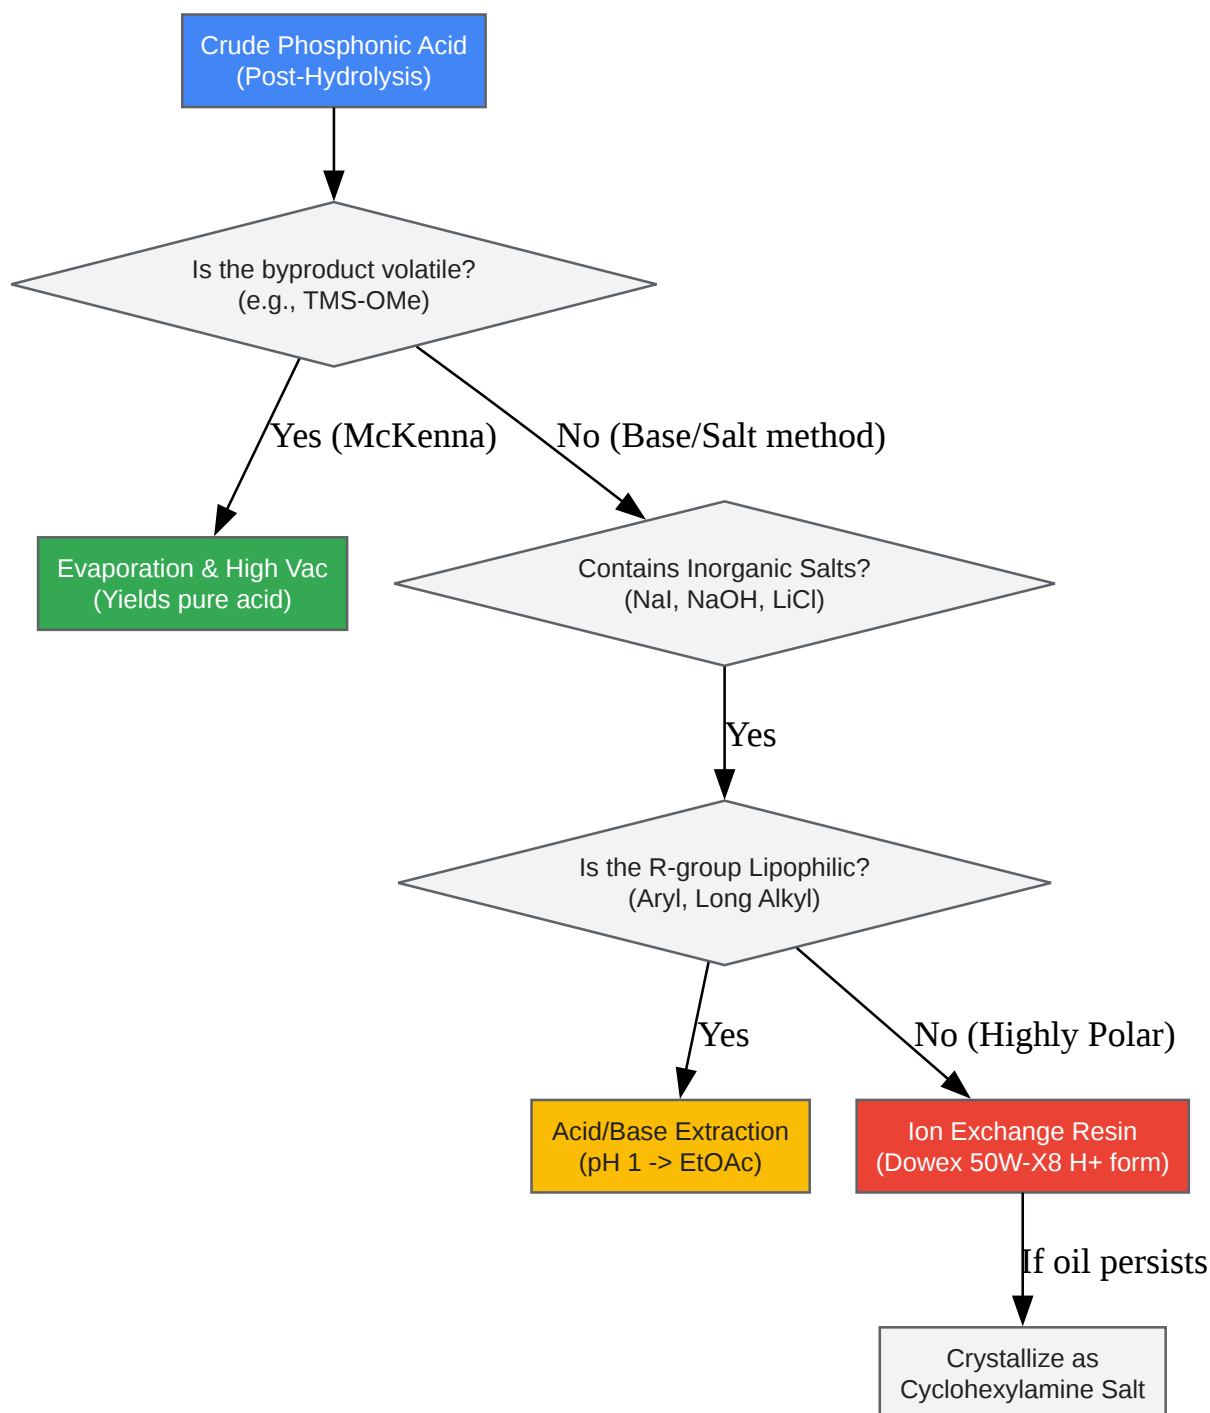 Crude Phosphonic Acid
(Post-Hydrolysis)
Is the byproduct volatile?
(e.g., TMS-OMe)
Yes (McKenna)
No (Base/Salt method)
Evaporation & High Vac
(Yields pure acid)
Contains Inorganic Salts?
(NaI, NaOH, LiCl)
Yes
Is the R-group Lipophilic?
(Aryl, Long Alkyl)
Yes
No (Highly Polar)
Acid/Base Extraction
(pH 1 -> EtOAc)
Ion Exchange Resin
(Dowex 50W-X8 H+ form)
If oil persists
Crystallize as
Cyclohexylamine Salt